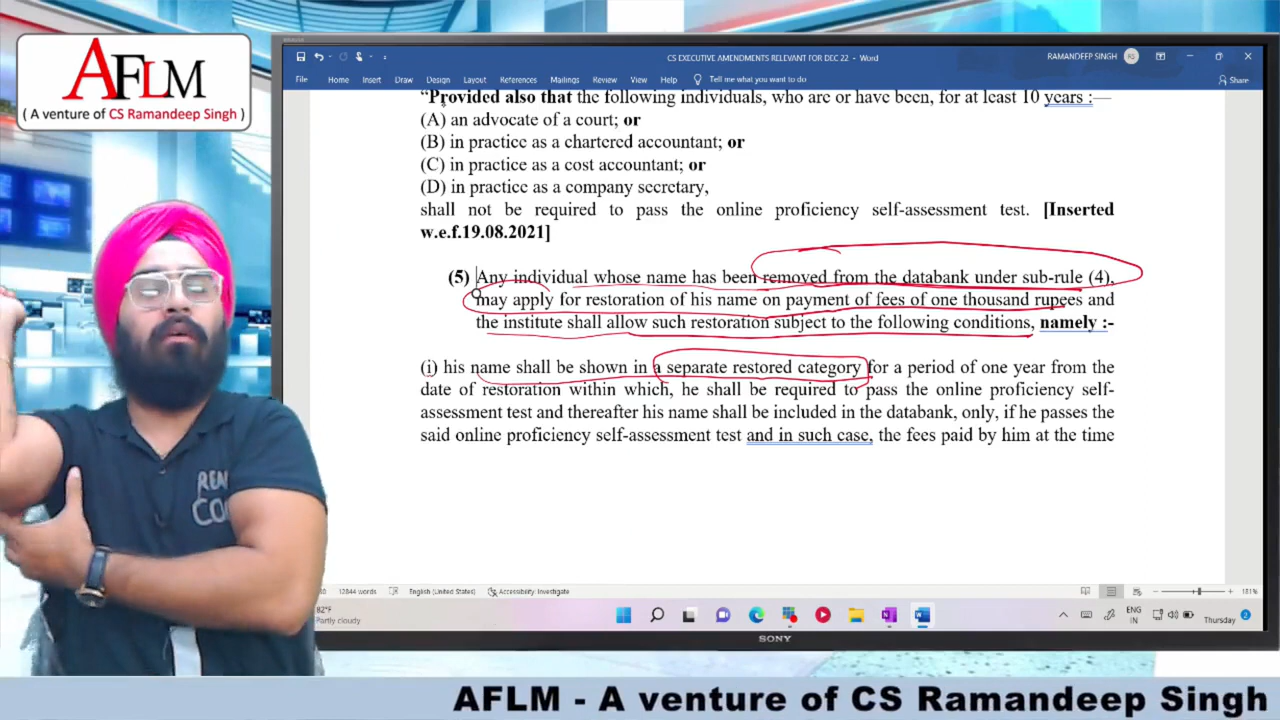 AFLM
( A venture of CS Ramandeep Singh )
CS EXECUTIVE AMENDMENTS RELEVANT FOR DEC 22 - Word
RAMANDEEP SINGH
RS
File Home Insert Draw Design Layout References Mailings Review View Help Tell me what you want to do
Share
“Provided also that the following individuals, who are or have been, for at least 10 years :—
(A) an advocate of a court; or
(B) in practice as a chartered accountant; or
(C) in practice as a cost accountant; or
(D) in practice as a company secretary,
shall not be required to pass the online proficiency self-assessment test. [Inserted
w.e.f.19.08.2021]
(5) Any individual whose name has been removed from the databank under sub-rule (4),
may apply for restoration of his name on payment of fees of one thousand rupees and
the institute shall allow such restoration subject to the following conditions, namely :-
(i) his name shall be shown in a separate restored category for a period of one year from the
date of restoration within which, he shall be required to pass the online proficiency self-
assessment test and thereafter his name shall be included in the databank, only, if he passes the
said online proficiency self-assessment test and in such case, the fees paid by him at the time
12844 words English (United States) Accessibility: Investigate
181%
82°F
Partly cloudy
ENG
IN
Thursday
SONY
REN
CO
AFLM - A venture of CS Ramandeep Singh